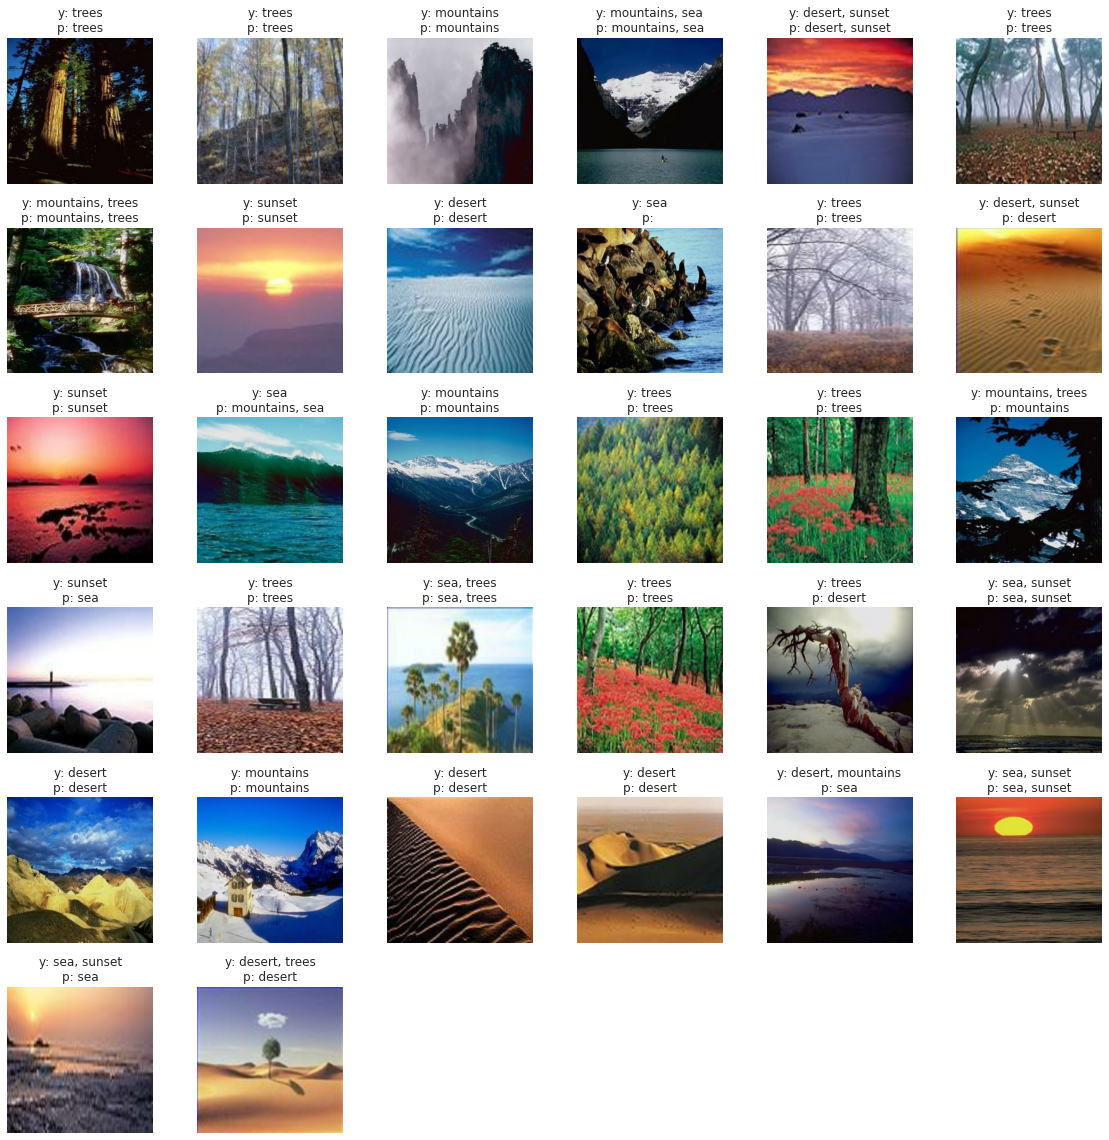 y: trees
p: trees
y: trees
p: trees
y: mountains
p: mountains
y: mountains, sea
p: mountains, sea
y: desert, sunset
p: desert, sunset
y: trees
p: trees
y: mountains, trees
p: mountains, trees
y: sunset
p: sunset
y: desert
p: desert
y: sea
p:
y: trees
p: trees
y: desert, sunset
p: desert
y: sunset
p: sunset
y: sea
p: mountains, sea
y: mountains
p: mountains
y: trees
p: trees
y: trees
p: trees
y: mountains, trees
p: mountains
y: sunset
p: sea
y: trees
p: trees
y: sea, trees
p: sea, trees
y: trees
p: trees
y: trees
p: desert
y: sea, sunset
p: sea, sunset
y: desert
p: desert
y: mountains
p: mountains
y: desert
p: desert
y: desert
p: desert
y: desert, mountains
p: sea
y: sea, sunset
p: sea, sunset
y: sea, sunset
p: sea
y: desert, trees
p: desert